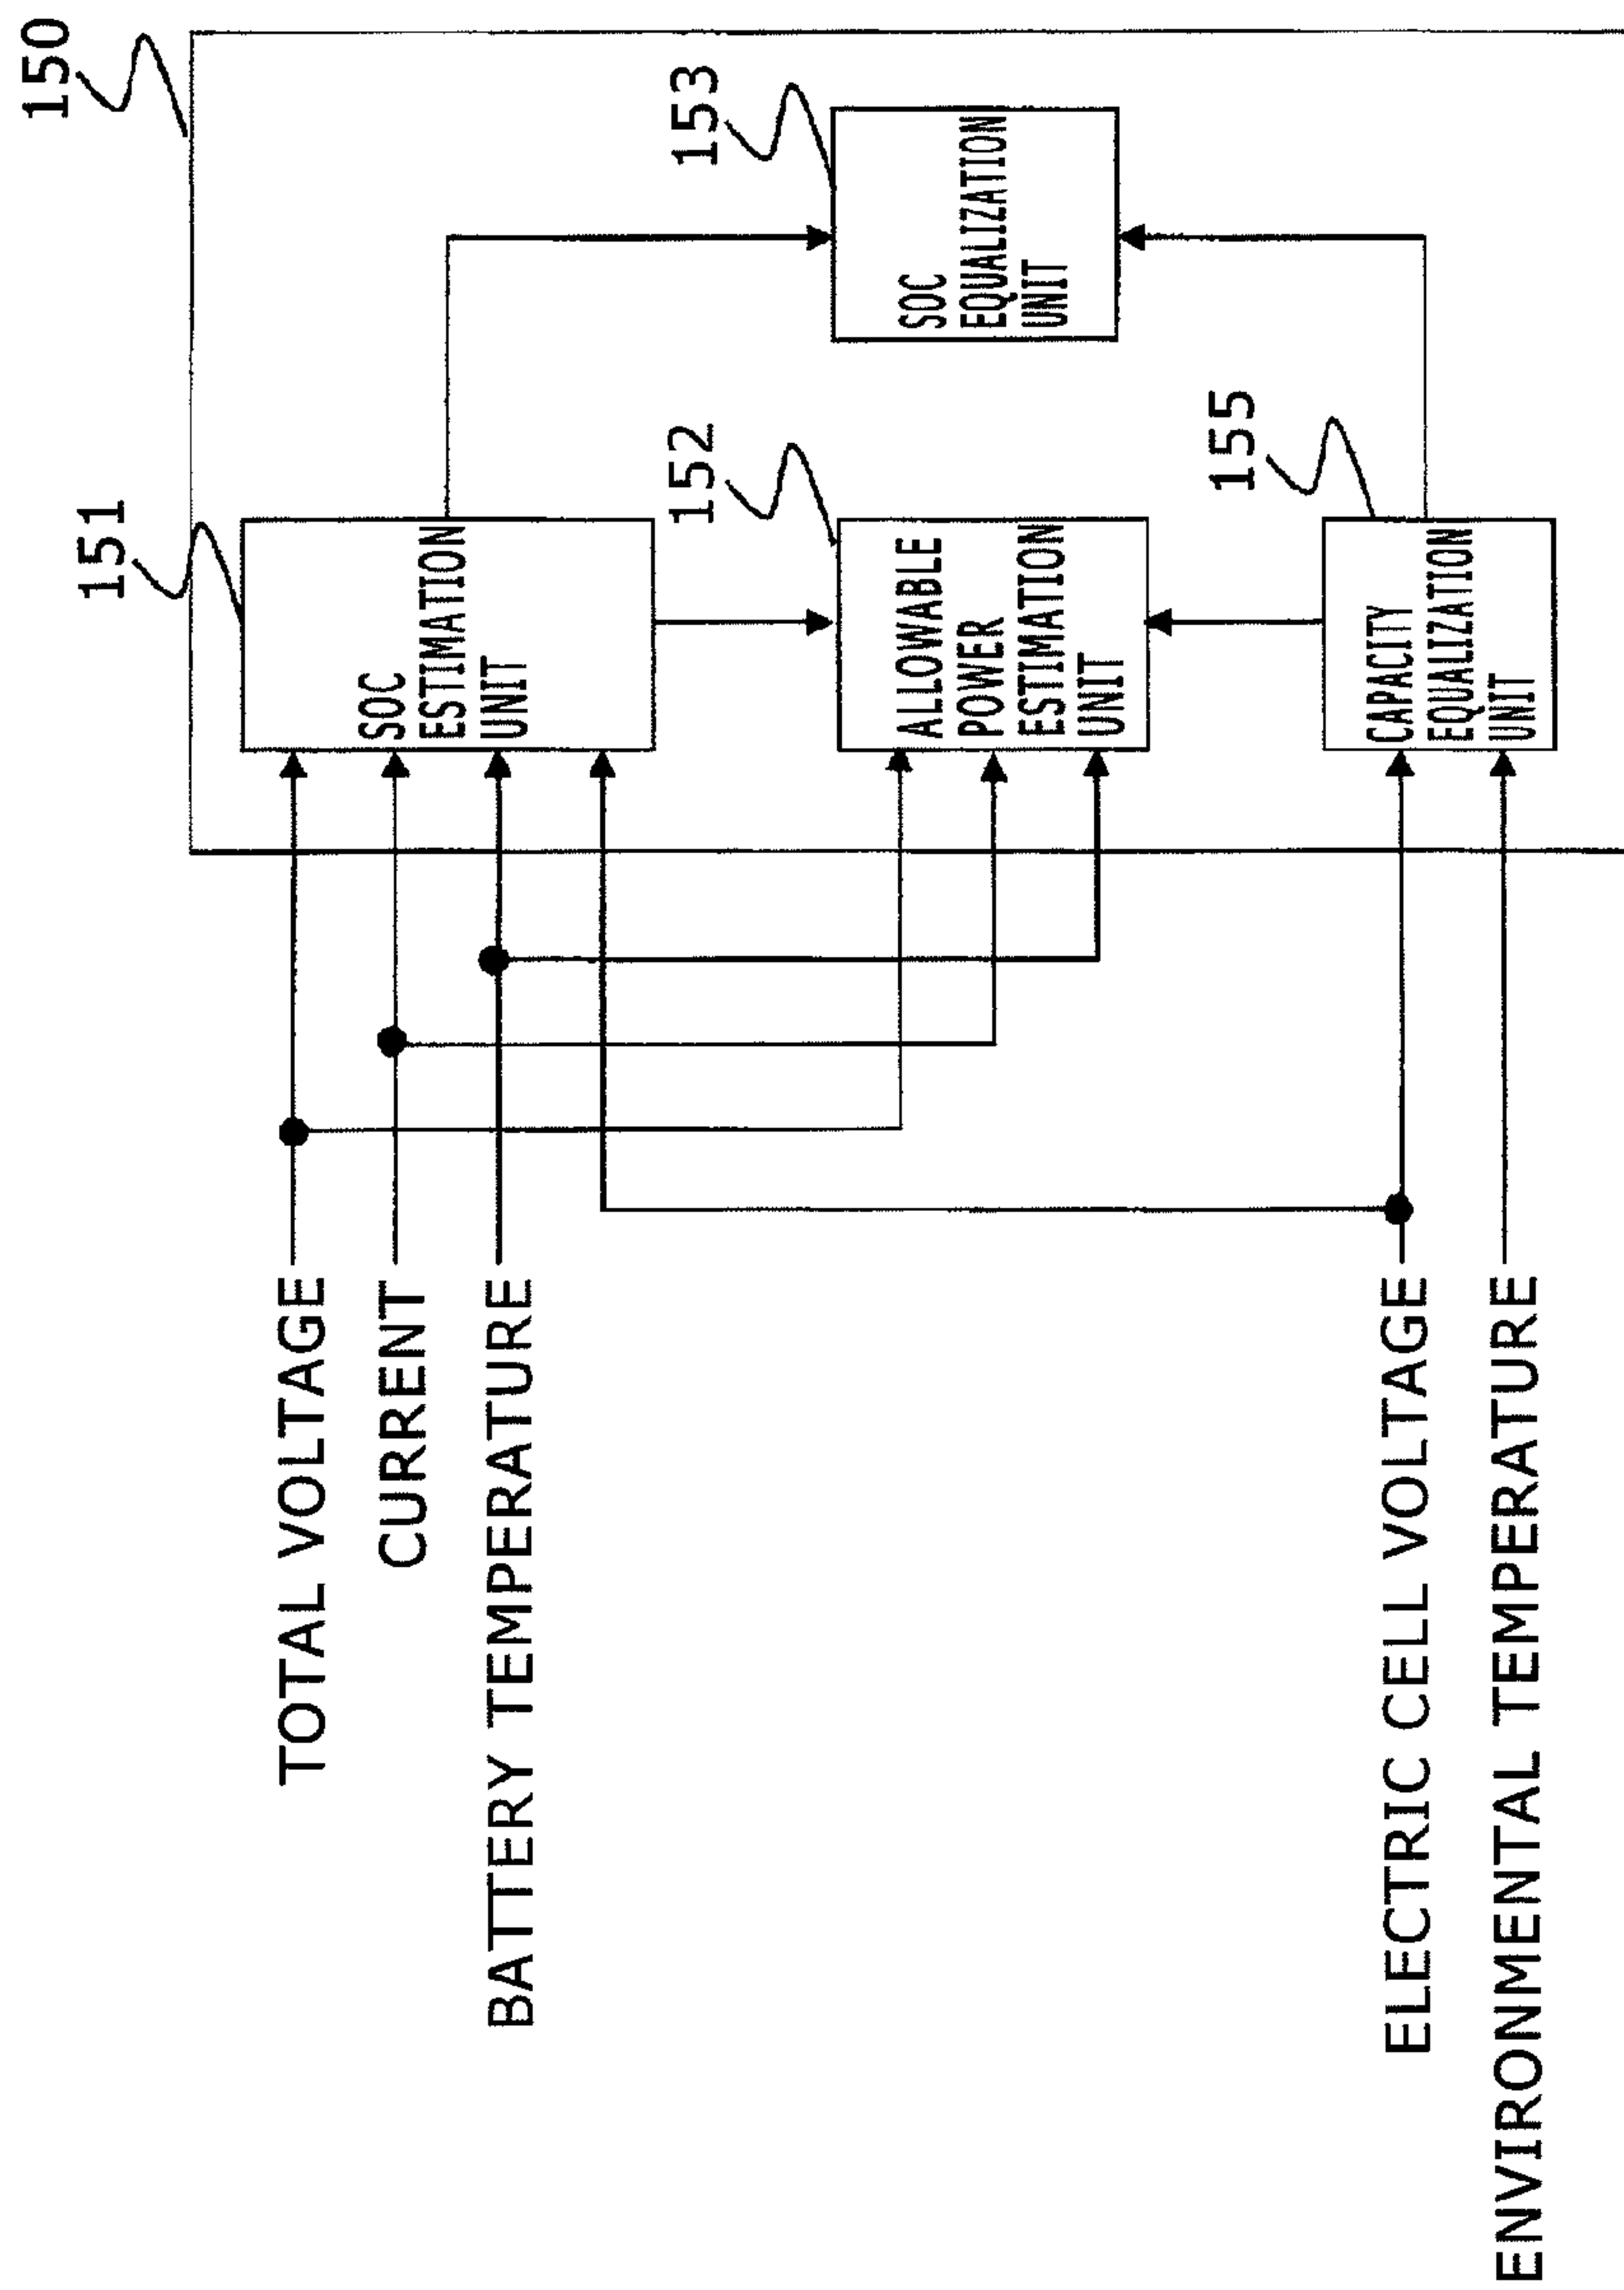 150
151
SOC
ESTIMATION
UNIT
153
SOC
EQUALIZATION
UNIT
152
ALLOWABLE
POWER
ESTIMATION
UNIT
155
CAPACITY
EQUALIZATION
UNIT
TOTAL VOLTAGE
CURRENT
BATTERY TEMPERATURE
ELECTRIC CELL VOLTAGE
ENVIRONMENTAL TEMPERATURE